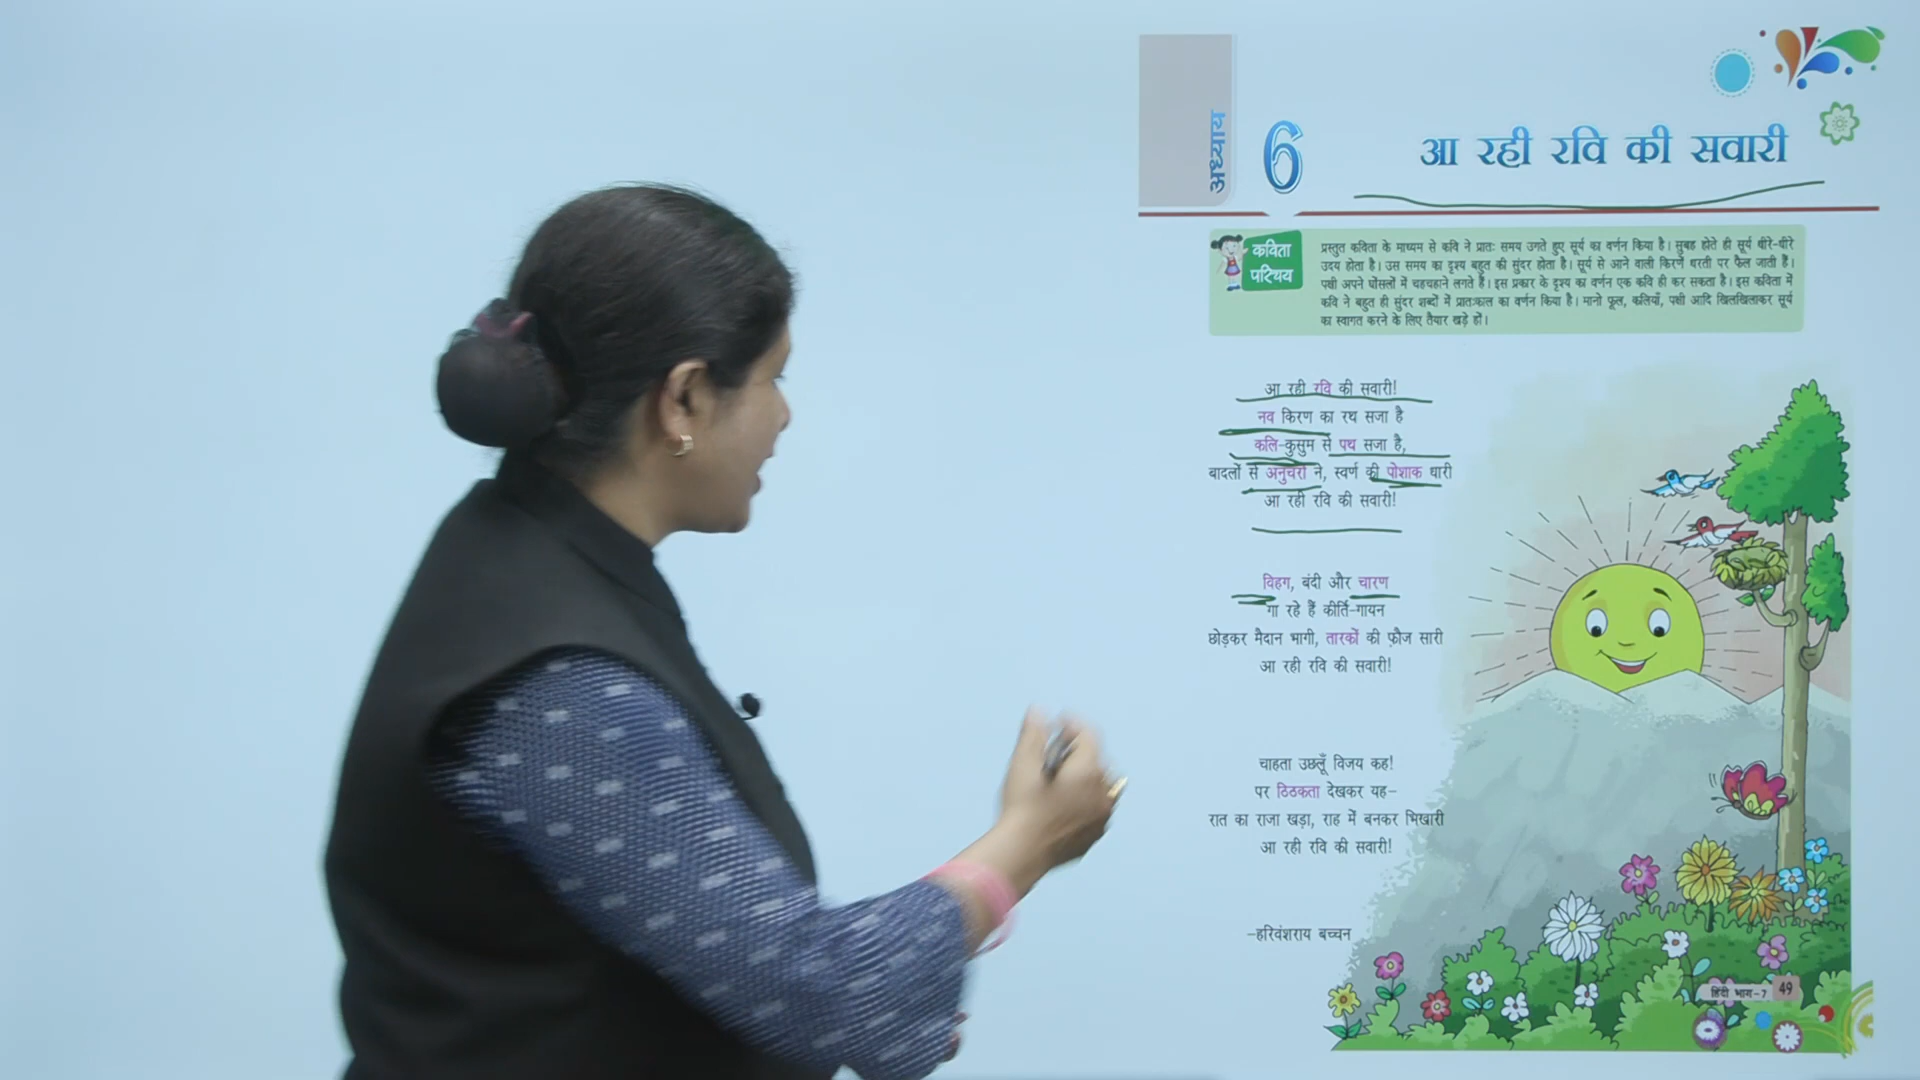 अध्याय
6
आ रही रवि की सवारी
कविता
परिचय
प्रस्तुत कविता के माध्यम से कवि ने प्रातः समय उगते हुए सूर्य का वर्णन किया है। सुबह होते ही सूर्य धीरे-धीरे
उदय होता है। उस समय का दृश्य बहुत की सुंदर होता है। सूर्य से आने वाली किरणें धरती पर फैल जाती हैं।
पक्षी अपने घोंसलों में चहचहाने लगते हैं। इस प्रकार के दृश्य का वर्णन एक कवि ही कर सकता है। इस कविता में
कवि ने बहुत ही सुंदर शब्दों में प्रातःकाल का वर्णन किया है। मानो फूल, कलियाँ, पक्षी आदि खिलखिलाकर सूर्य
का स्वागत करने के लिए तैयार खड़े हों।
आ रही रवि की सवारी!
नव किरण का रथ सजा है
कलि-कुसुम से पथ सजा है,
बादलों से अनुचरों ने, स्वर्ण की पोशाक धारी
आ रही रवि की सवारी!
विहग, बंदी और चारण
गा रहे हैं कीर्ति-गायन
छोड़कर मैदान भागी, तारकों की फ़ौज सारी
आ रही रवि की सवारी!
चाहता उछलूँ विजय कह!
पर ठिठकता देखकर यह-
रात का राजा खड़ा, राह में बनकर भिखारी
आ रही रवि की सवारी!
-हरिवंशराय बच्चन
हिंदी भाग-7
49